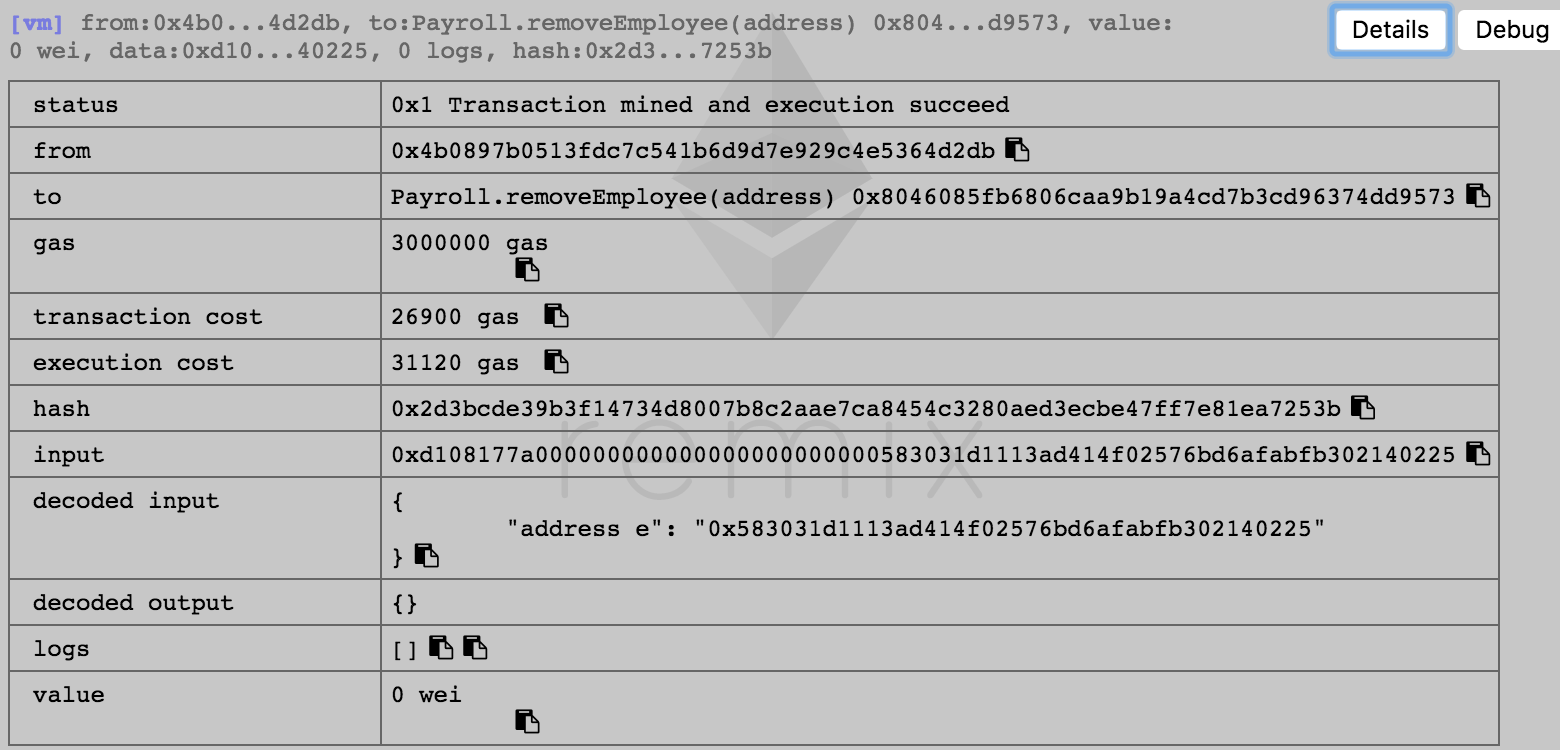 [vm] from:0x4b0...4d2db, to:Payroll.removeEmployee(address) 0x804...d9573, value:
0 wei, data:0xd10...40225, 0 logs, hash:0x2d3...7253b
Details
Debug
status 0x1 Transaction mined and execution succeed
from 0x4b0897b0513fdc7c541b6d9d7e929c4e5364d2db
to Payroll.removeEmployee(address) 0x8046085fb6806caa9b19a4cd7b3cd96374dd9573
gas 3000000 gas
transaction cost 26900 gas
execution cost 31120 gas
hash 0x2d3bcde39b3f14734d8007b8c2aae7ca8454c3280aed3ecbe47ff7e81ea7253b
input 0xd108177a000000000000000000000000583031d1113ad414f02576bd6afabfb302140225
decoded input {
"address e": "0x583031d1113ad414f02576bd6afabfb302140225"
}
decoded output {}
logs []
value 0 wei
remix